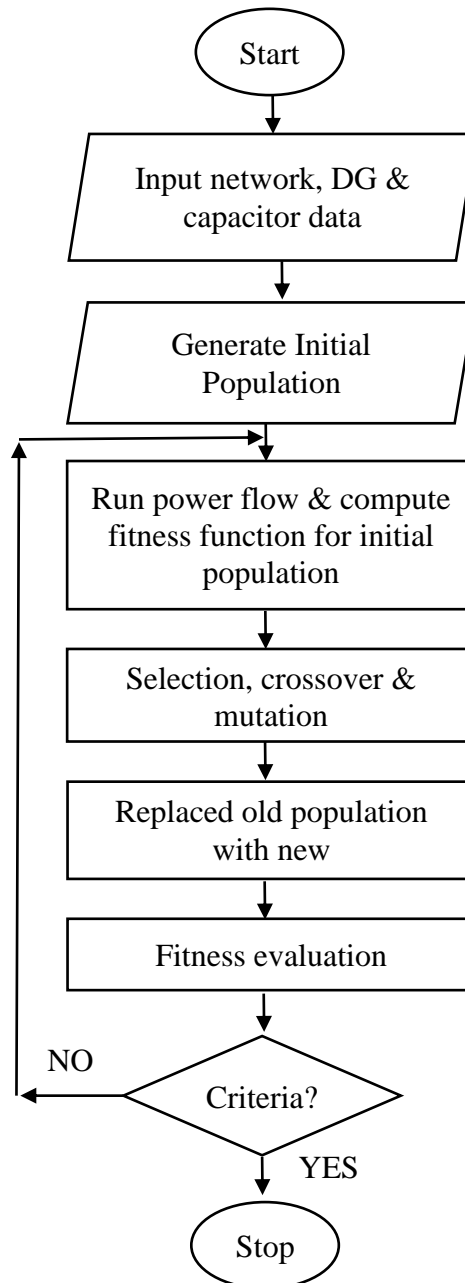 Start
Input network, DG &
capacitor data
Generate Initial
Population
Run power flow & compute
fitness function for initial
population
Selection, crossover &
mutation
Replaced old population
with new
Fitness evaluation
NO
Criteria?
YES
Stop